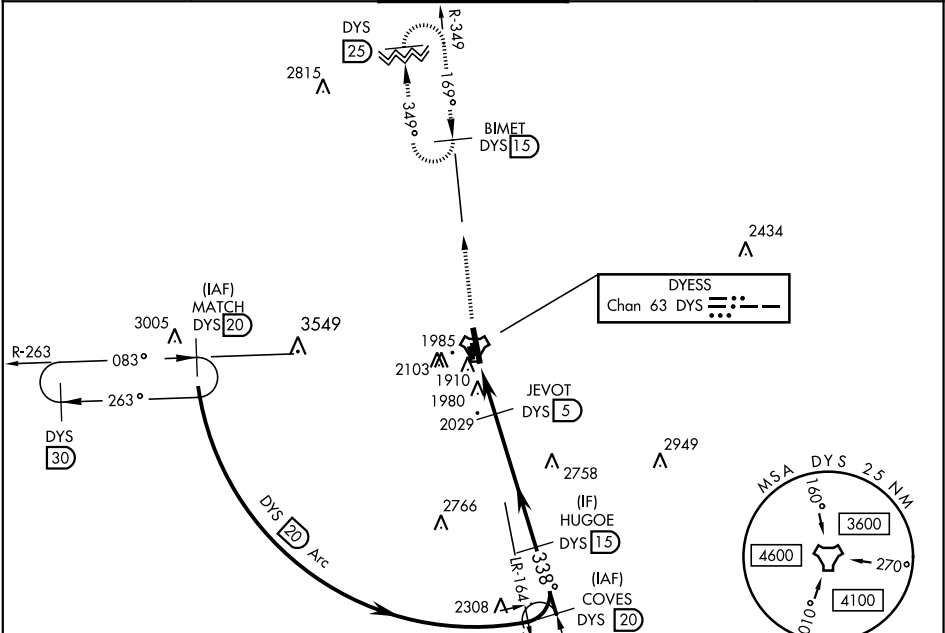 DYS
25
R-349
2815
169°
349°
BIMET
DYS 15
2434
DYESS
Chan 63 DYS
(IAF)
MATCH
DYS 20
3005
3549
R-263
083°
263°
DYS
30
1985
2103
1910
1980
2029
JEVOT
DYS 5
2949
2758
2766
(IF)
HUGOE
DYS 15
DYS 20 Arc
LR-164
338°
(IAF)
COVES
DYS 20
2308
MSA DYS 25 NM
160°
3600
4600
270°
4100
010°